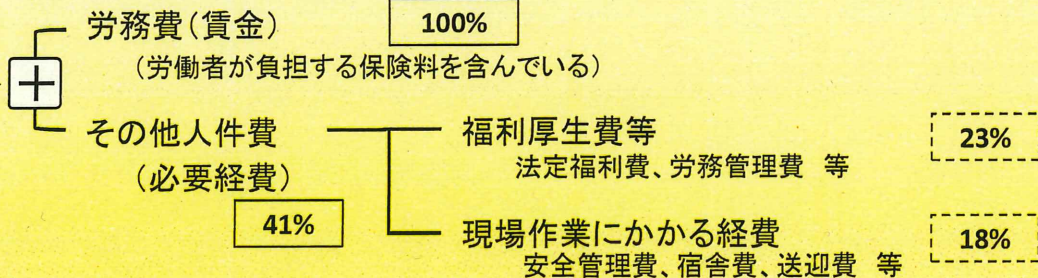 労務費(賃金) 100%
(労働者が負担する保険料を含んでいる)
+
その他人件費 福利厚生費等 23%
(必要経費) 法定福利費、労務管理費 等
41%
現場作業にかかる経費 18%
安全管理費、宿舎費、送迎費 等